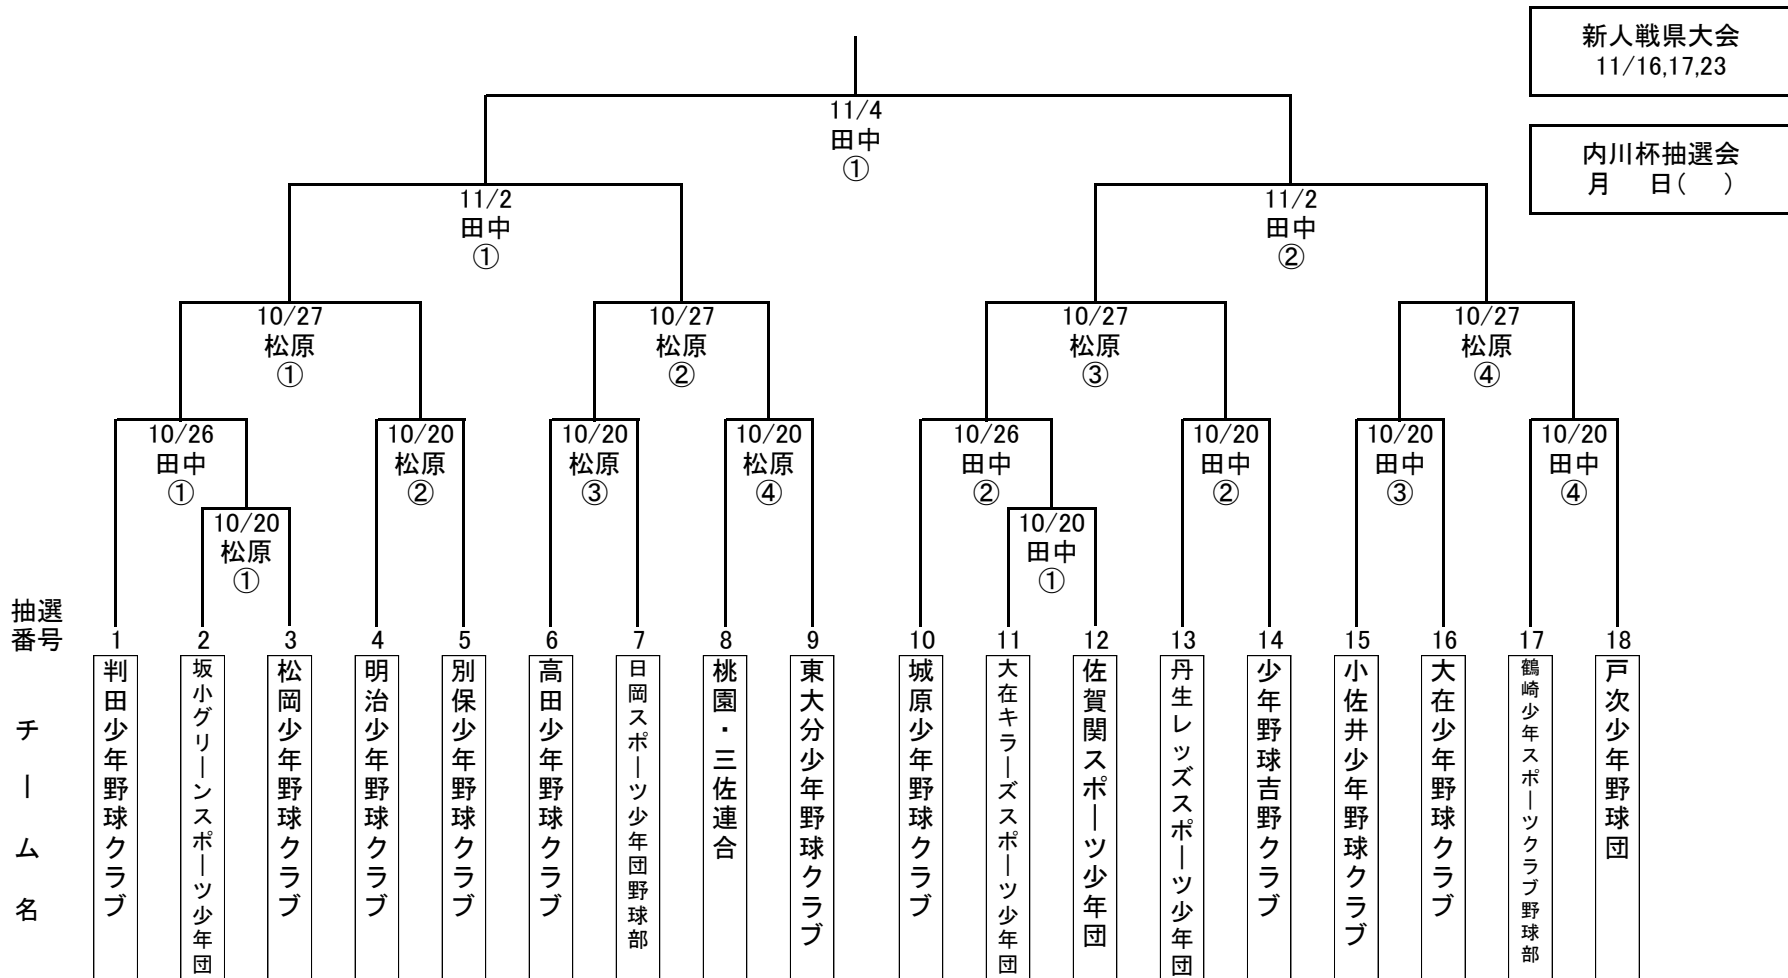 新人戦県大会
11/16,17,23
内川杯抽選会
月　日(　)
11/4
田中
①
11/2
田中
①
11/2
田中
②
10/27
松原
①
10/27
松原
②
10/27
松原
③
10/27
松原
④
10/26
田中
①
10/20
松原
②
10/20
松原
③
10/20
松原
④
10/26
田中
②
10/20
田中
②
10/20
田中
③
10/20
田中
④
10/20
松原
①
10/20
田中
①
抽選
番号
1 2 3 4 5 6 7 8 9 10 11 12 13 14 15 16 17 18
チーム名
判田少年野球クラブ
坂小グリーンスポーツ少年団
松岡少年野球クラブ
明治少年野球クラブ
別保少年野球クラブ
高田少年野球クラブ
日岡スポーツ少年団野球部
桃園・三佐連合
東大分少年野球クラブ
城原少年野球クラブ
大在キラーズスポーツ少年団
佐賀関スポーツ少年団
丹生レッズスポーツ少年団
少年野球吉野クラブ
小佐井少年野球クラブ
大在少年野球クラブ
鶴崎少年スポーツクラブ野球部
戸次少年野球団